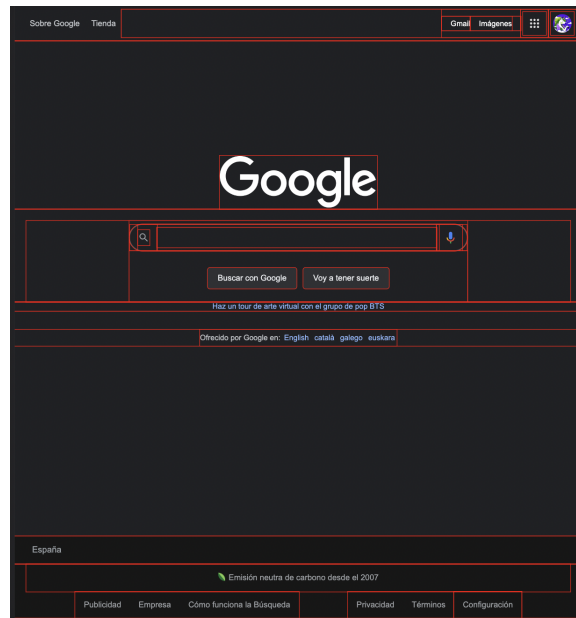 Sobre Google Tienda Gmail Imágenes
Google
Buscar con Google Voy a tener suerte
Haz un tour de arte virtual con el grupo de pop BTS
Ofrecido por Google en: English català galego euskara
España
Emisión neutra de carbono desde el 2007
Publicidad Empresa Cómo funciona la Búsqueda Privacidad Términos Configuración